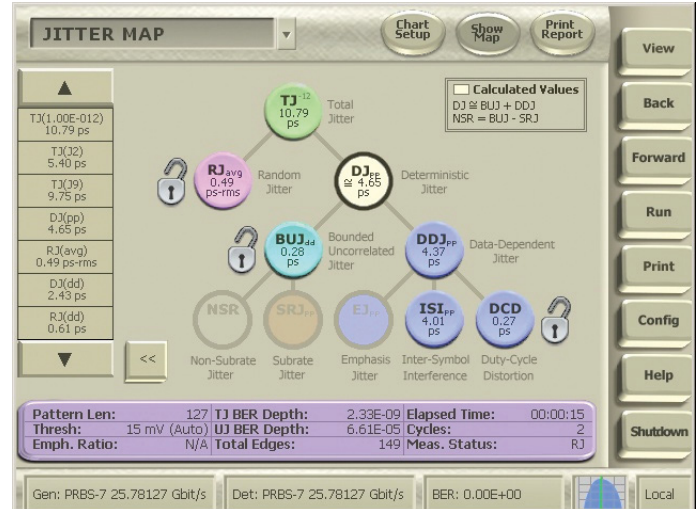 JITTER MAP
Chart Setup
Show Map
Print Report
View
Back
Forward
Run
Print
Config
Help
Shutdown
TJ(1.00E-012)
10.79 ps
TJ(J2)
5.40 ps
TJ(J9)
9.75 ps
DJ(pp)
4.65 ps
RJ(avg)
0.49 ps-rms
DJ(dd)
2.43 ps
RJ(dd)
0.61 ps
<<
Calculated Values
DJ ≅ BUJ + DDJ
NSR = BUJ - SRJ
TJ-12
10.79
ps
Total
Jitter
RJavg
0.49
ps-rms
Random
Jitter
DJpp
≅ 4.65
ps
Deterministic
Jitter
BUJdd
0.28
ps
Bounded
Uncorrelated
Jitter
DDJpp
4.37
ps
Data-Dependent
Jitter
NSR
Non-Subrate
Jitter
SRJpp
Subrate
Jitter
EJpp
Emphasis
Jitter
ISIpp
4.01
ps
Inter-Symbol
Interference
DCD
0.27
ps
Duty-Cycle
Distortion
Pattern Len: 127 TJ BER Depth: 2.33E-09 Elapsed Time: 00:00:15
Thresh: 15 mV (Auto) UJ BER Depth: 6.61E-05 Cycles: 2
Emph. Ratio: N/A Total Edges: 149 Meas. Status: RJ
Gen: PRBS-7 25.78127 Gbit/s Det: PRBS-7 25.78127 Gbit/s BER: 0.00E+00 Local